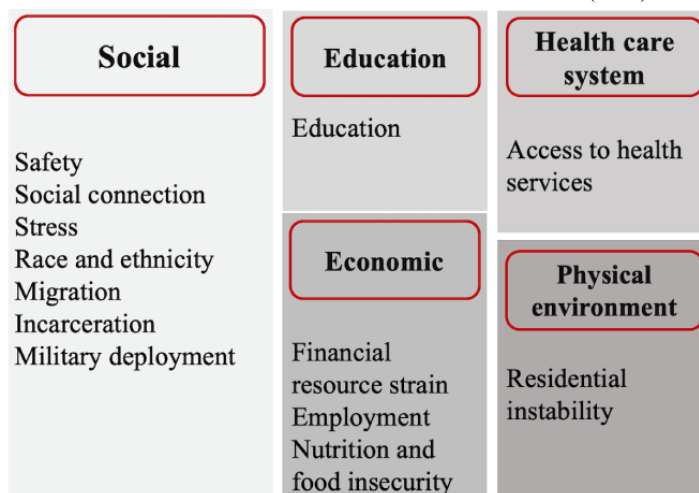 Social
Safety
Social connection
Stress
Race and ethnicity
Migration
Incarceration
Military deployment
Education
Education
Economic
Financial
resource strain
Employment
Nutrition and
food insecurity
Health care
system
Access to health
services
Physical
environment
Residential
instability